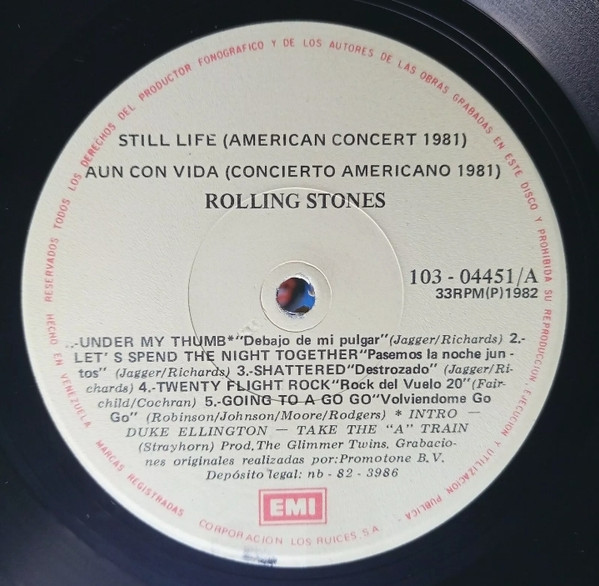 HECHO EN VENEZUELA RESERVADOS TODOS LOS DERECHOS DEL PRODUCTOR FONOGRAFICO Y DE LOS AUTORES DE LAS OBRAS GRABADAS EN ESTE DISCO Y PROHIBIDA SU REPRODUCCION, EJECUCION Y UTILIZACION PUBLICA
STILL LIFE (AMERICAN CONCERT 1981)
AUN CON VIDA (CONCIERTO AMERICANO 1981)
ROLLING STONES
103 - 04451/A
33RPM(P)1982
.-UNDER MY THUMB*"Debajo de mi pulgar"(Jagger/Richards) 2.-
LET'S SPEND THE NIGHT TOGETHER"Pasemos la noche jun-
tos" (Jagger/Richards) 3.-SHATTERED"Destrozado" (Jagger/Ri-
chards) 4.-TWENTY FLIGHT ROCK"Rock del Vuelo 20"(Fair-
child/Cochran) 5.-GOING TO A GO GO"Volviendome Go
Go" (Robinson/Johnson/Moore/Rodgers) * INTRO —
DUKE ELLINGTON — TAKE THE "A" TRAIN
(Strayhorn) Prod.The Glimmer Twins. Grabacio-
nes originales realizadas por:Promotone B.V.
Depósito legal: nb - 82 - 3986
EMI
MARCAS REGISTRADAS
CORPORACION LOS RUICES, S.A.